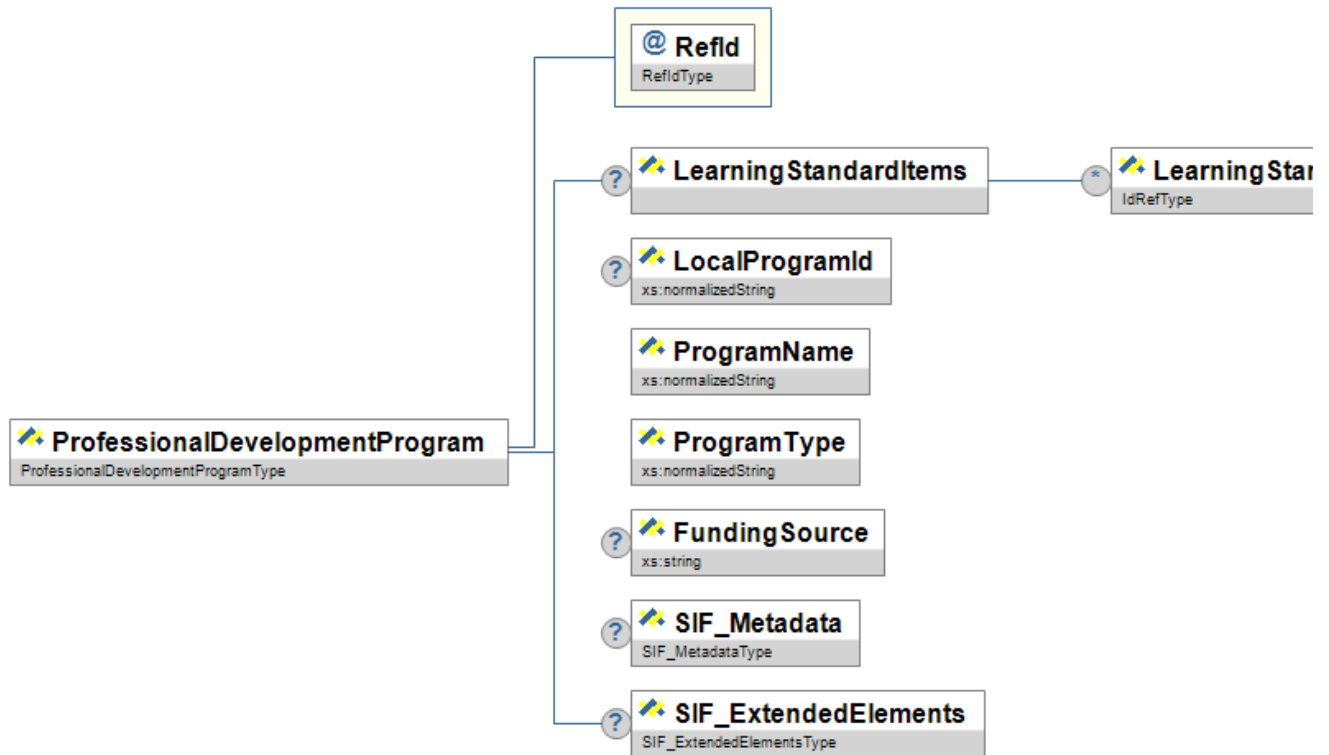 @ RefId
RefIdType
? LearningStandardItems
* LearningStar
IdRefType
? LocalProgramId
xs:normalizedString
ProgramName
xs:normalizedString
ProfessionalDevelopmentProgram
ProfessionalDevelopmentProgramType
ProgramType
xs:normalizedString
? FundingSource
xs:string
? SIF_Metadata
SIF_MetadataType
? SIF_ExtendedElements
SIF_ExtendedElementsType